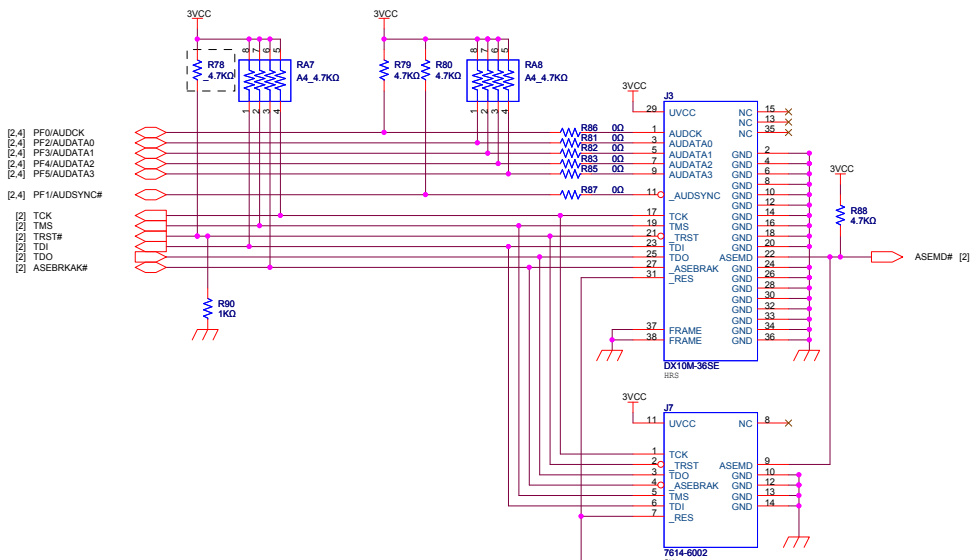 3VCC 3VCC
8 7 6 5 8 7 6 5
R78 _4.7KΩ
RA7 A4_4.7KΩ
R79 4.7KΩ
R80 4.7KΩ
RA8 A4_4.7KΩ
1 2 3 4 1 2 3 4
3VCC
J3
29 UVCC NC 15
NC 13
NC 35
[2,4] PF0/AUDCK R86 0Ω 1 AUDCK
[2,4] PF2/AUDATA0 R81 0Ω 3 AUDATA0 GND 2
[2,4] PF3/AUDATA1 R82 0Ω 5 AUDATA1 GND 4
[2,4] PF4/AUDATA2 R83 0Ω 7 AUDATA2 GND 6
[2,4] PF5/AUDATA3 R85 0Ω 9 AUDATA3 GND 8
GND 10
[2,4] PF1/AUDSYNC# R87 0Ω 11 _AUDSYNC GND 12
[2] TCK 17 TCK GND 14
[2] TMS 19 TMS GND 16
[2] TRST# 21 _TRST GND 18
[2] TDI 23 TDI GND 20
[2] TDO 25 TDO ASEMD 22
[2] ASEBRKAK# 27 _ASEBRAK GND 24
31 _RES GND 26
GND 28
GND 30
GND 32
GND 33
37 FRAME GND 34
38 FRAME GND 36
3VCC
R88 4.7KΩ
ASEMD# [2]
R90 1KΩ
DX10M-36SE
HRS
3VCC
J7
11 UVCC NC 8
1 TCK
2 _TRST ASEMD 9
3 TDO GND 10
4 _ASEBRAK GND 12
5 TMS GND 13
6 TDI GND 14
7 _RES
7614-6002